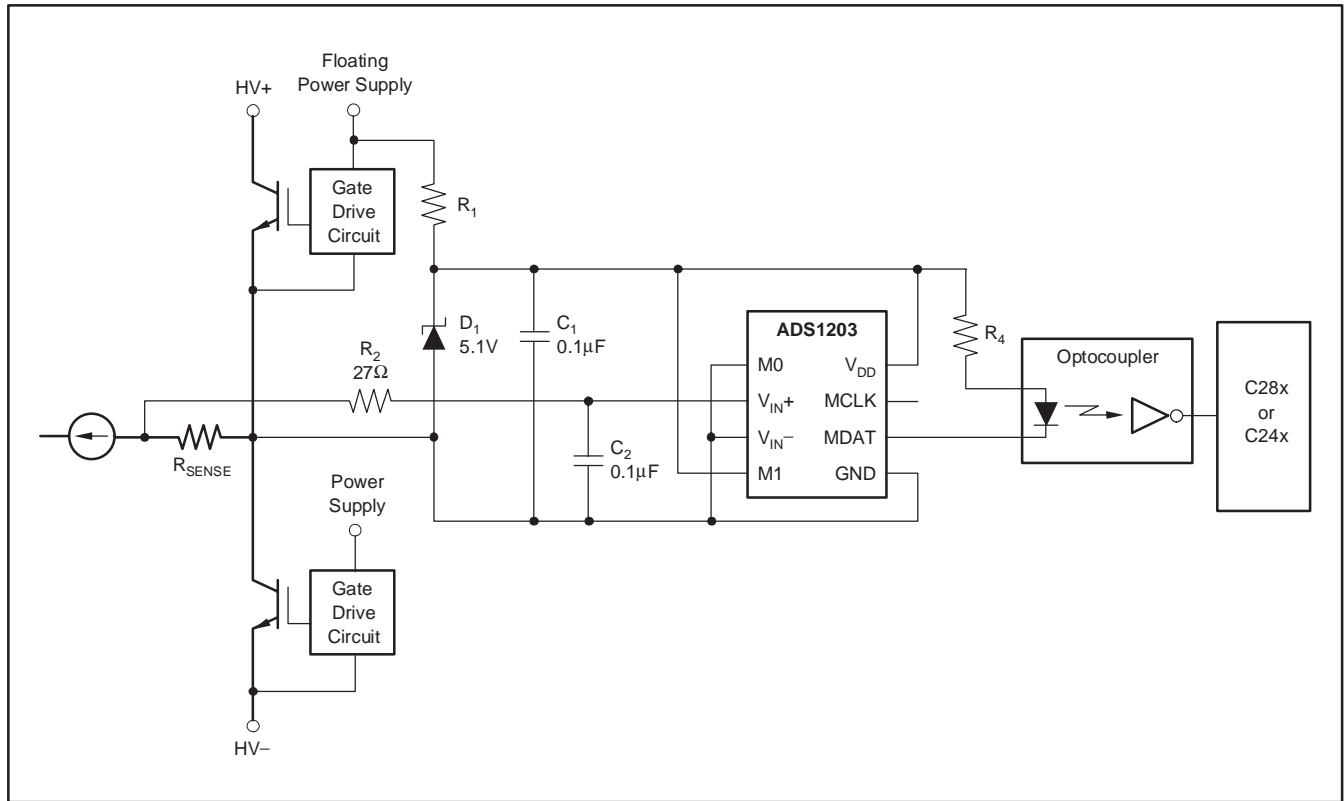 Floating
Power Supply
HV+
Gate
Drive
Circuit
R1
D1
5.1V
C1
0.1µF
R2
27Ω
RSENSE
C2
0.1µF
ADS1203
M0
VIN+
VIN−
M1
VDD
MCLK
MDAT
GND
R4
Optocoupler
C28x
or
C24x
Power
Supply
Gate
Drive
Circuit
HV−